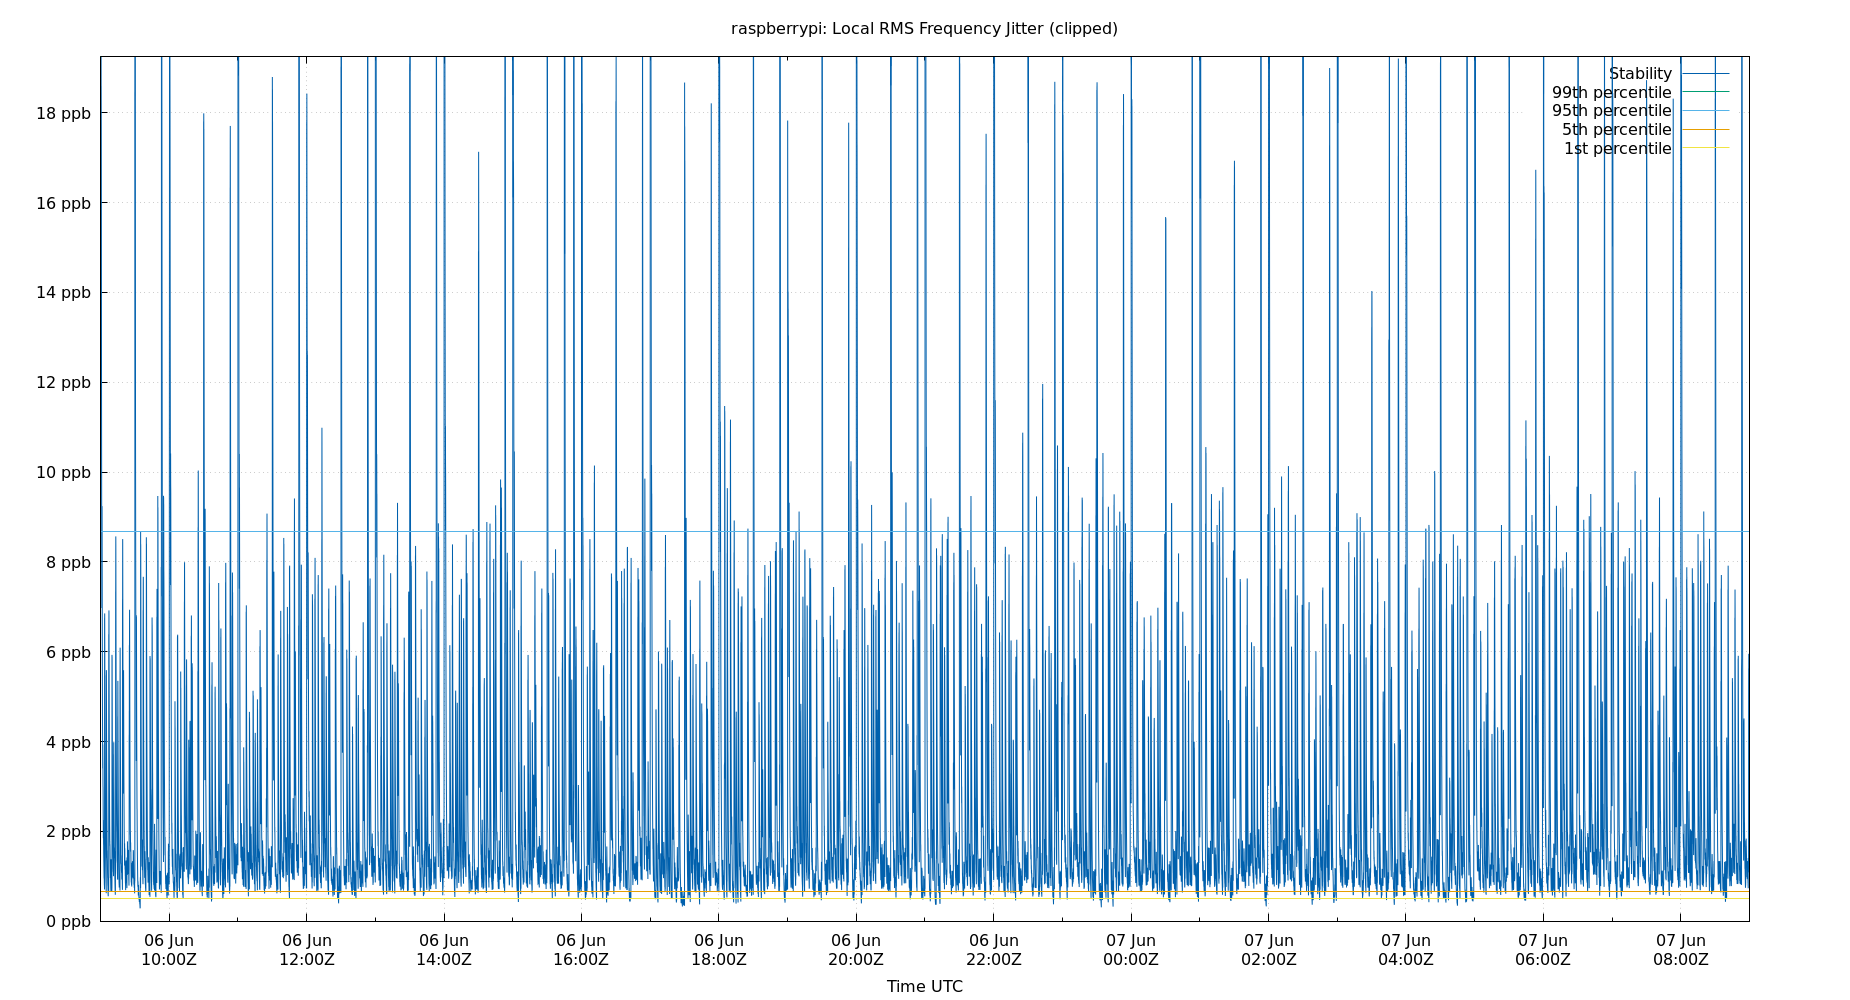 raspberrypi: Local RMS Frequency Jitter (clipped)
Stability
99th percentile
95th percentile
5th percentile
1st percentile
18 ppb
16 ppb
14 ppb
12 ppb
10 ppb
8 ppb
6 ppb
4 ppb
2 ppb
0 ppb
06 Jun 06 Jun 06 Jun 06 Jun 06 Jun 06 Jun 06 Jun 07 Jun 07 Jun 07 Jun 07 Jun 07 Jun
10:00Z 12:00Z 14:00Z 16:00Z 18:00Z 20:00Z 22:00Z 00:00Z 02:00Z 04:00Z 06:00Z 08:00Z
Time UTC